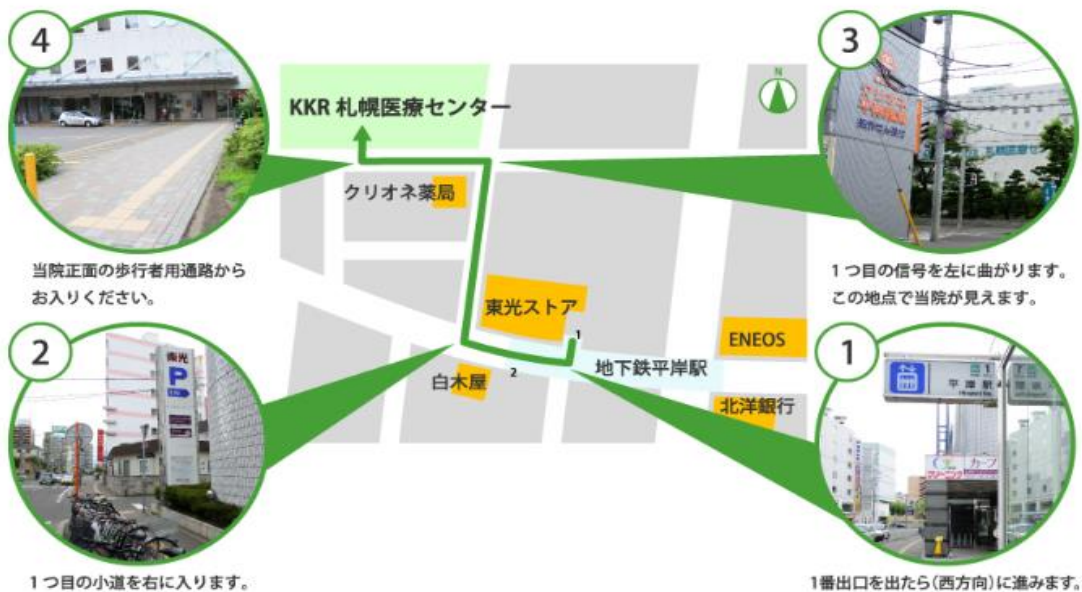 4
当院正面の歩行者用通路から
お入りください。
3
1つ目の信号を左に曲がります。
この地点で当院が見えます。
N
KKR 札幌医療センター
クリオネ薬局
東光ストア
1
2
地下鉄平岸駅
白木屋
ENEOS
北洋銀行
2
東光
P
1つ目の小道を右に入ります。
1
平岸駅
1番出口を出たら(西方向)に進みます。